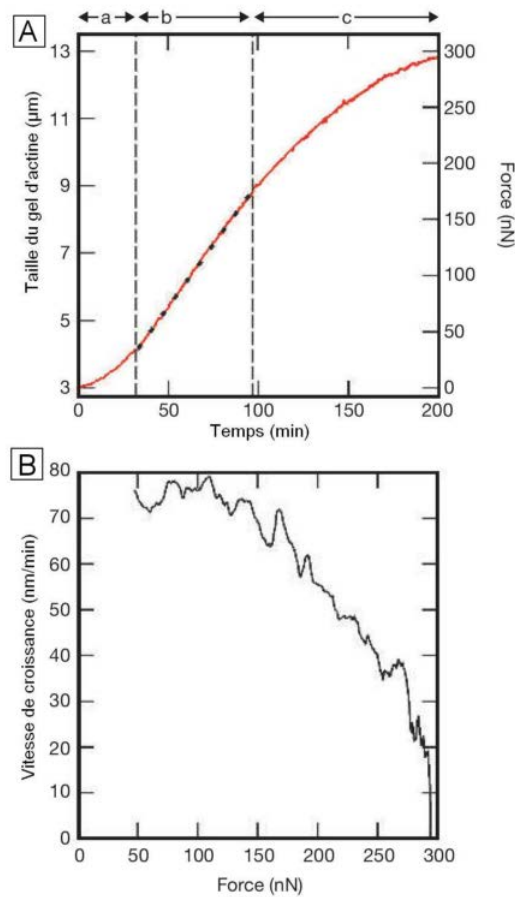 A
a b c
13
11
9
7
5
3
Taille du gel d'actine (µm)
300
250
200
150
100
50
0
Force (nN)
0 50 100 150 200
Temps (min)
B
80
70
60
50
40
30
20
10
0
Vitesse de croissance (nm/min)
0 50 100 150 200 250 300
Force (nN)